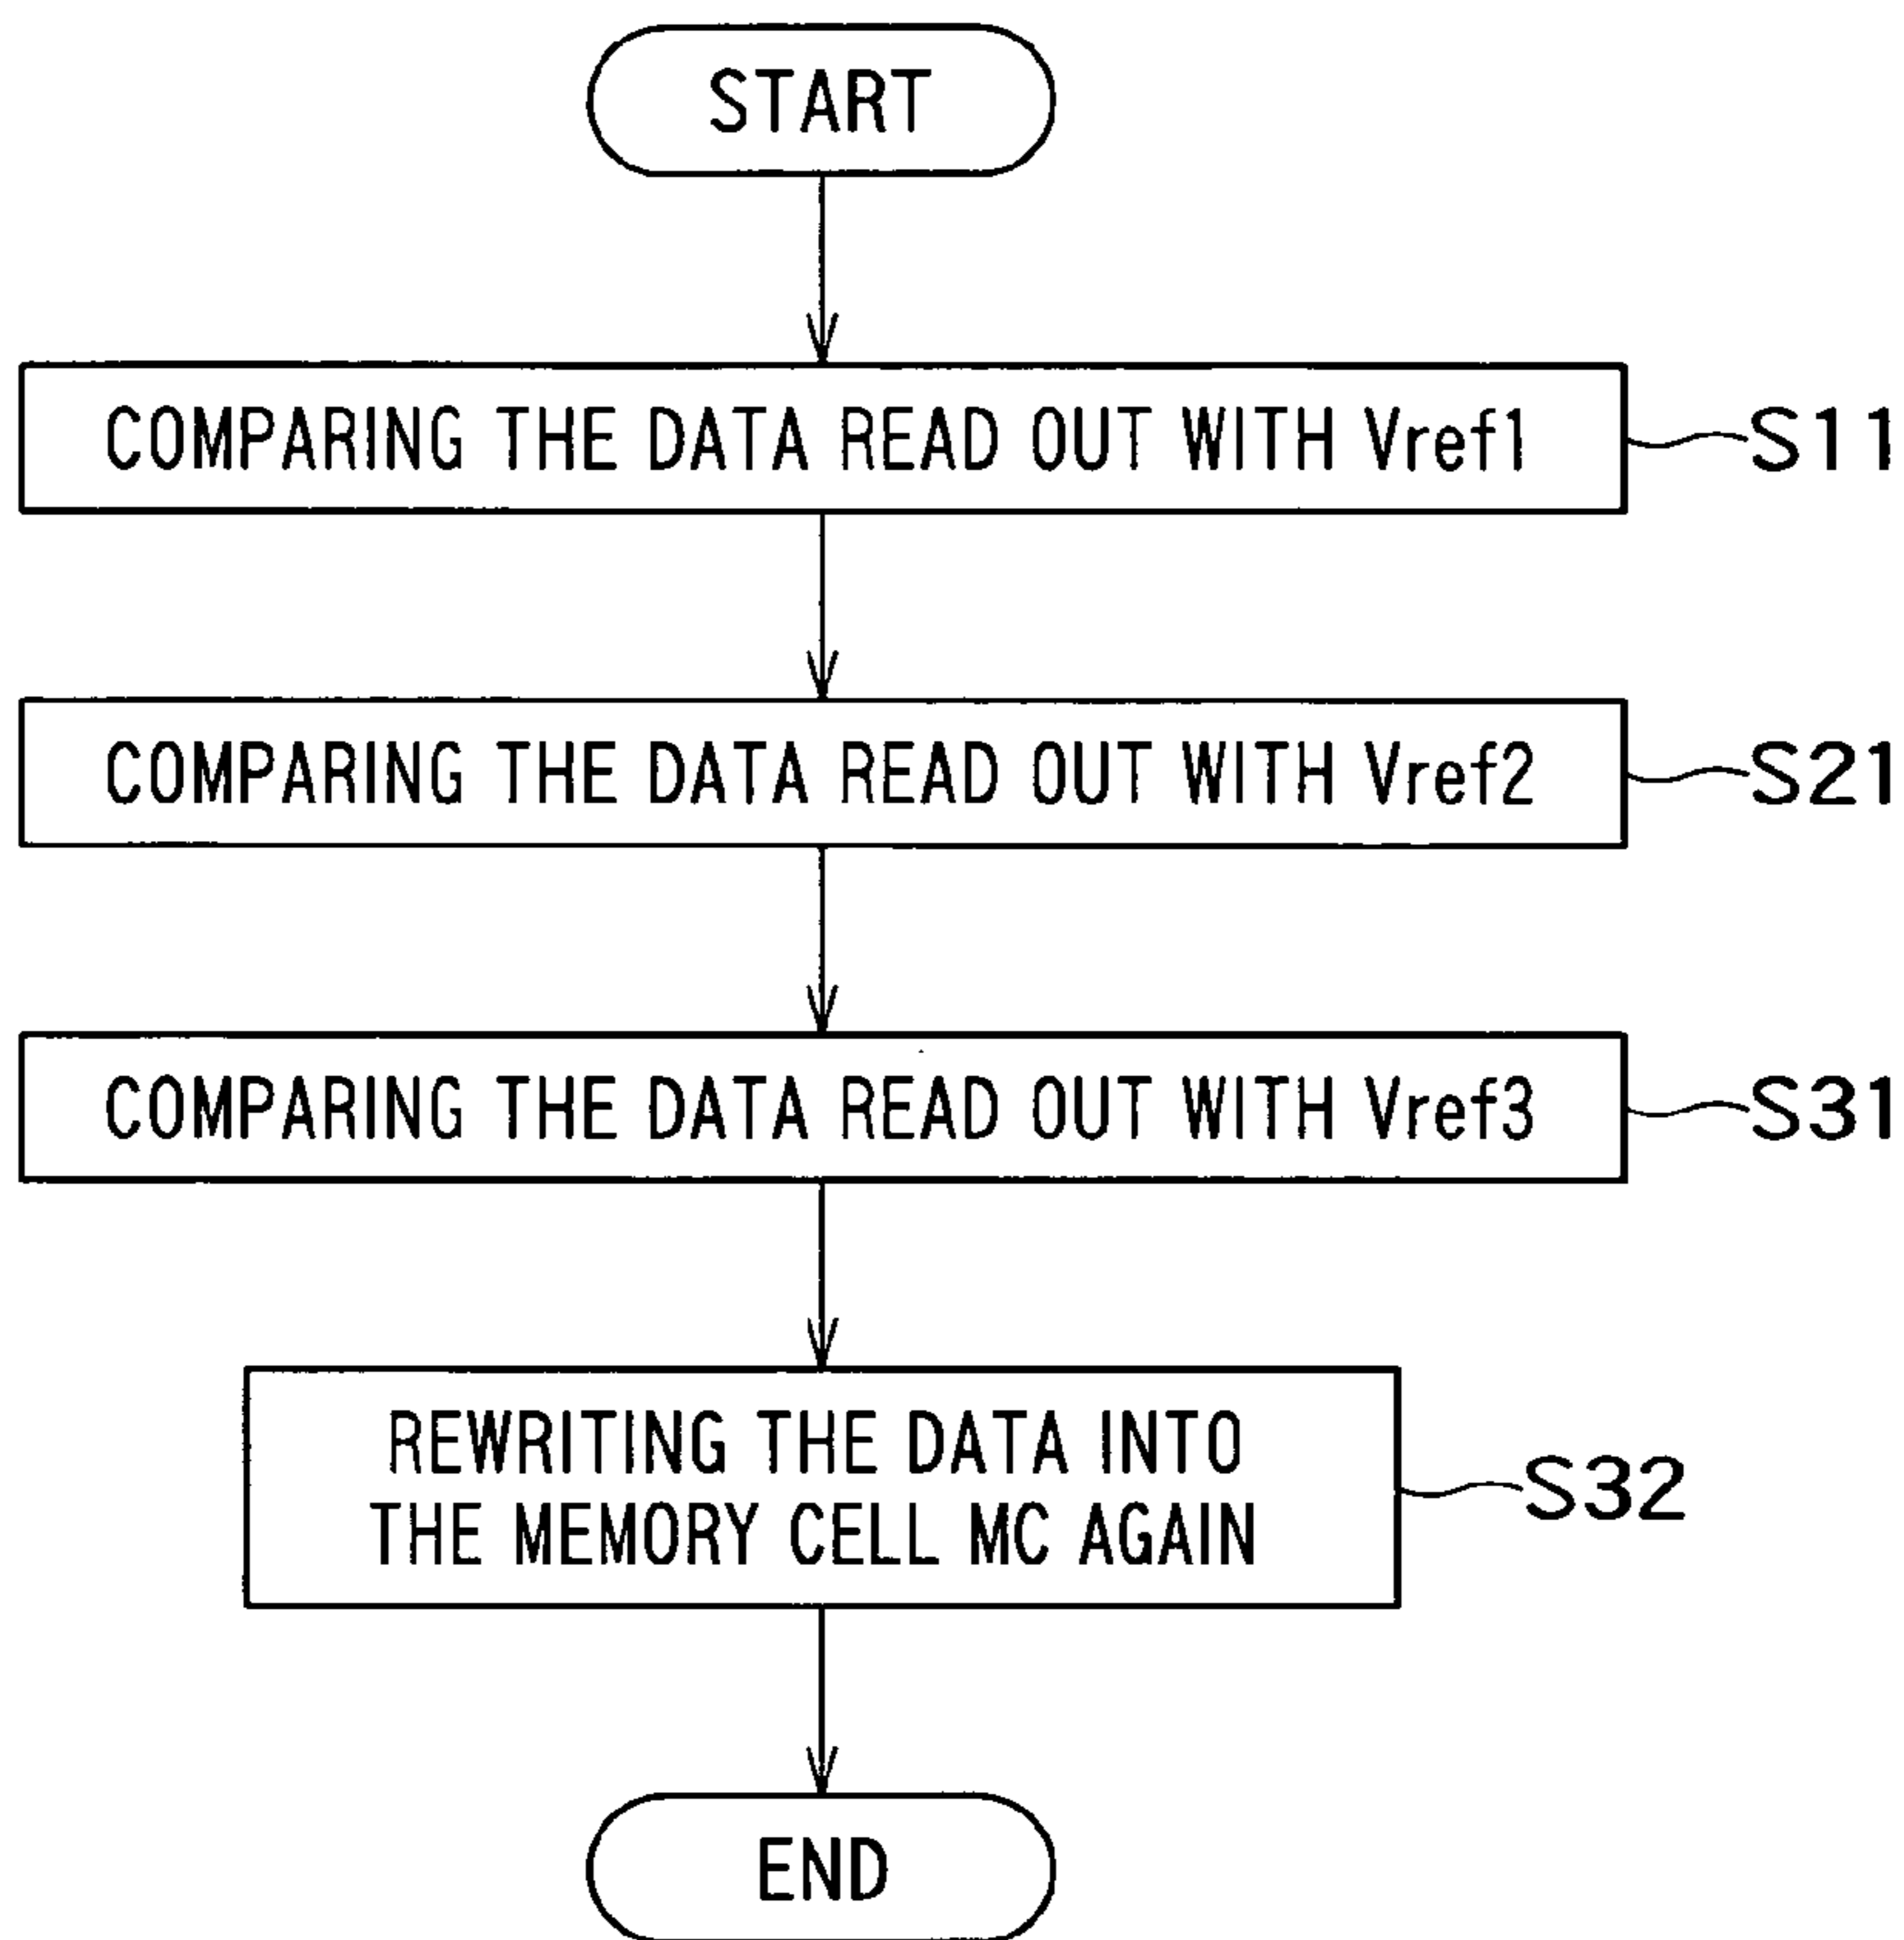 START
COMPARING THE DATA READ OUT WITH Vref1
S11
COMPARING THE DATA READ OUT WITH Vref2
S21
COMPARING THE DATA READ OUT WITH Vref3
S31
REWRITING THE DATA INTO
THE MEMORY CELL MC AGAIN
S32
END